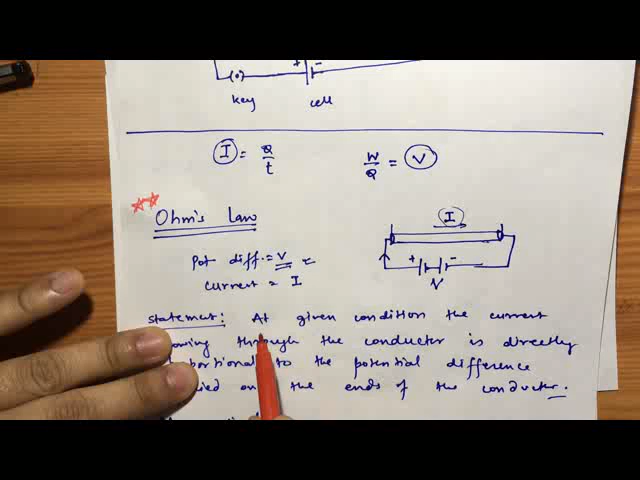 + -
key cell
I = Q/t W/Q = V
Ohm's Law
I
Pot diff. = V =
current = I
+ -
V
Statement: At given condition the current
through the conductor is directly
to the potential difference
on the ends of the conductor.